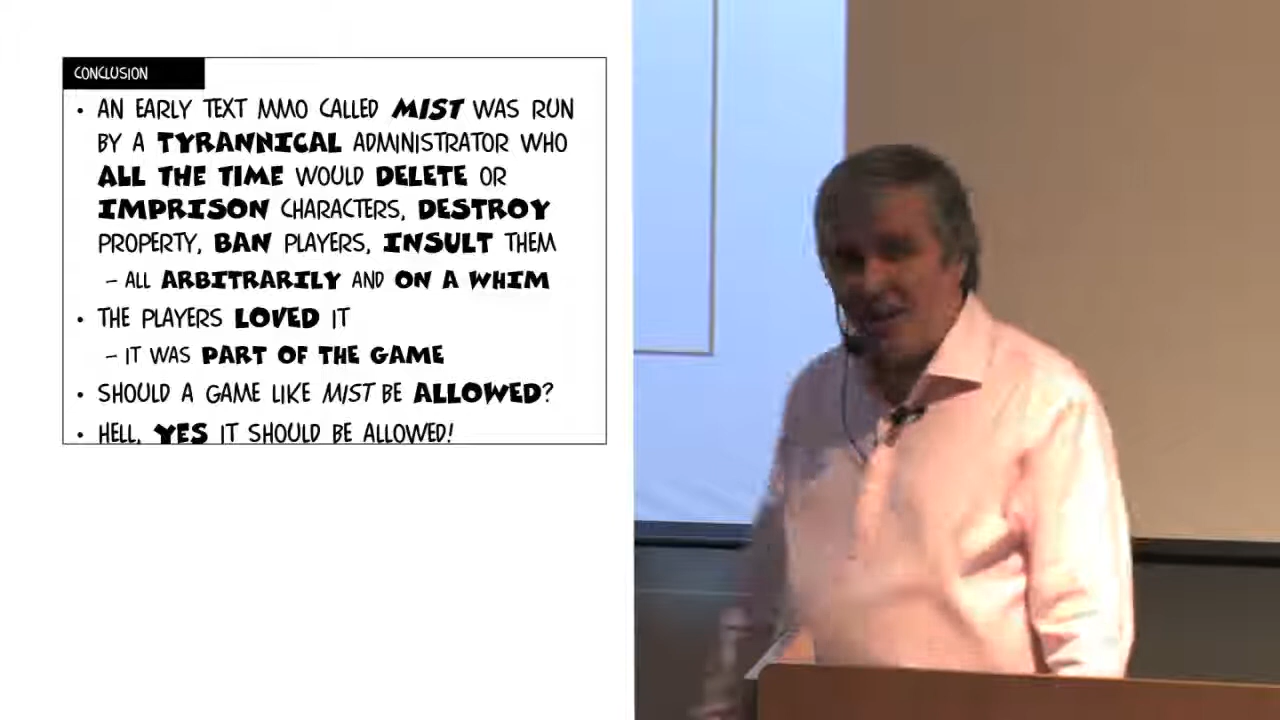 CONCLUSION
• AN EARLY TEXT MMO CALLED MIST WAS RUN
BY A TYRANNICAL ADMINISTRATOR WHO
ALL THE TIME WOULD DELETE OR
IMPRISON CHARACTERS, DESTROY
PROPERTY, BAN PLAYERS, INSULT THEM
– ALL ARBITRARILY AND ON A WHIM
• THE PLAYERS LOVED IT
– IT WAS PART OF THE GAME
• SHOULD A GAME LIKE MIST BE ALLOWED?
• HELL, YES IT SHOULD BE ALLOWED!